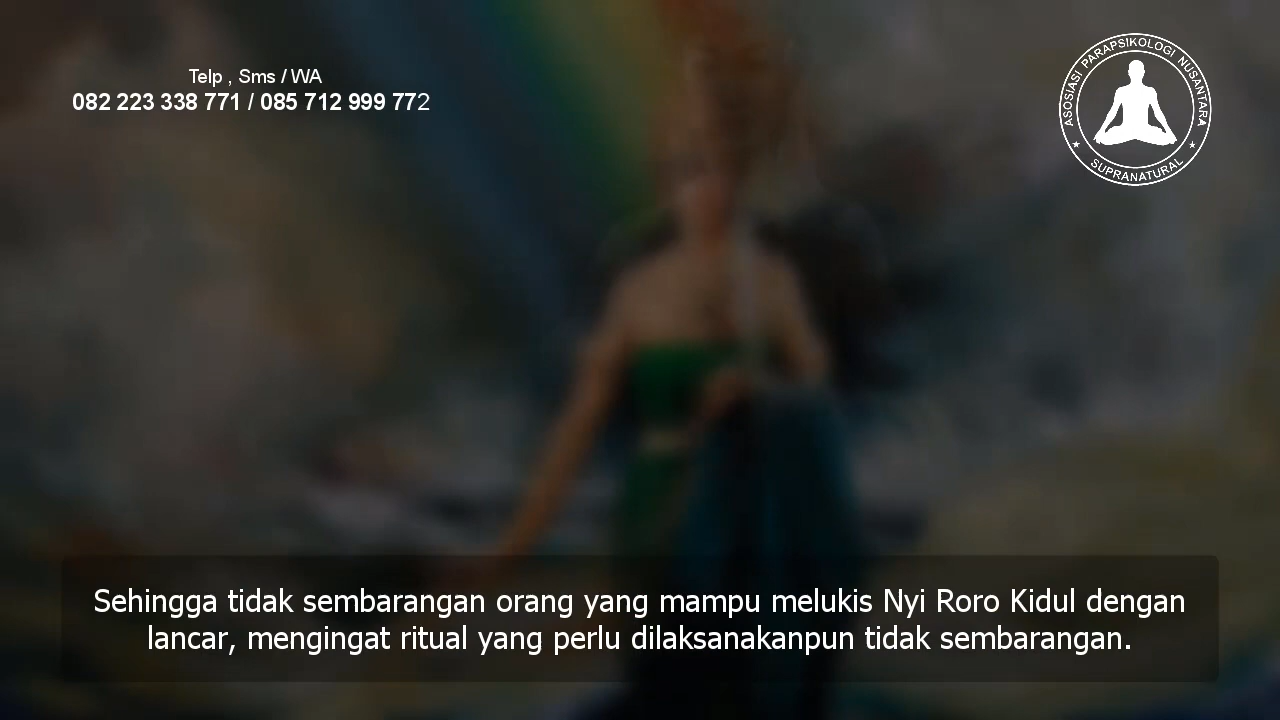 Telp , Sms / WA
082 223 338 771 / 085 712 999 772
ASOSIASI PARAPSIKOLOGI NUSANTARA
SUPRANATURAL
Sehingga tidak sembarangan orang yang mampu melukis Nyi Roro Kidul dengan
lancar, mengingat ritual yang perlu dilaksanakanpun tidak sembarangan.